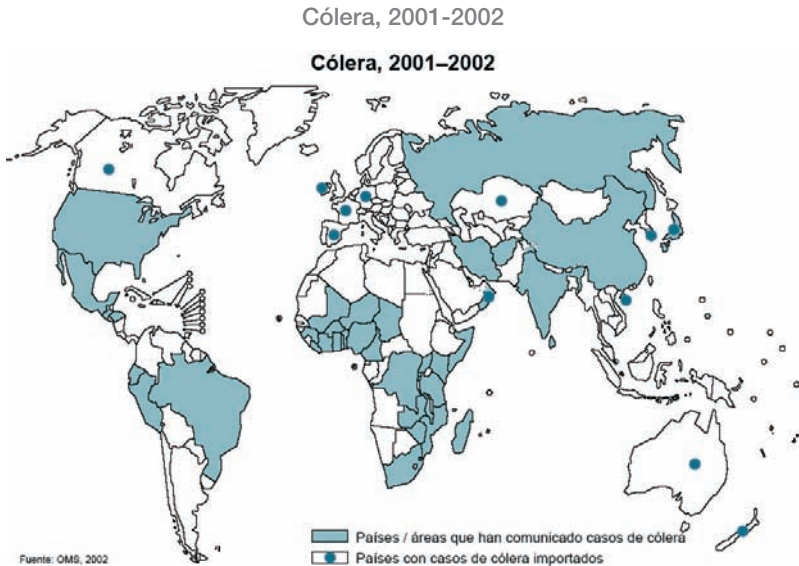 Cólera, 2001-2002
Cólera, 2001–2002
Países / áreas que han comunicado casos de cólera
Países con casos de cólera importados
Fuente: OMS, 2002